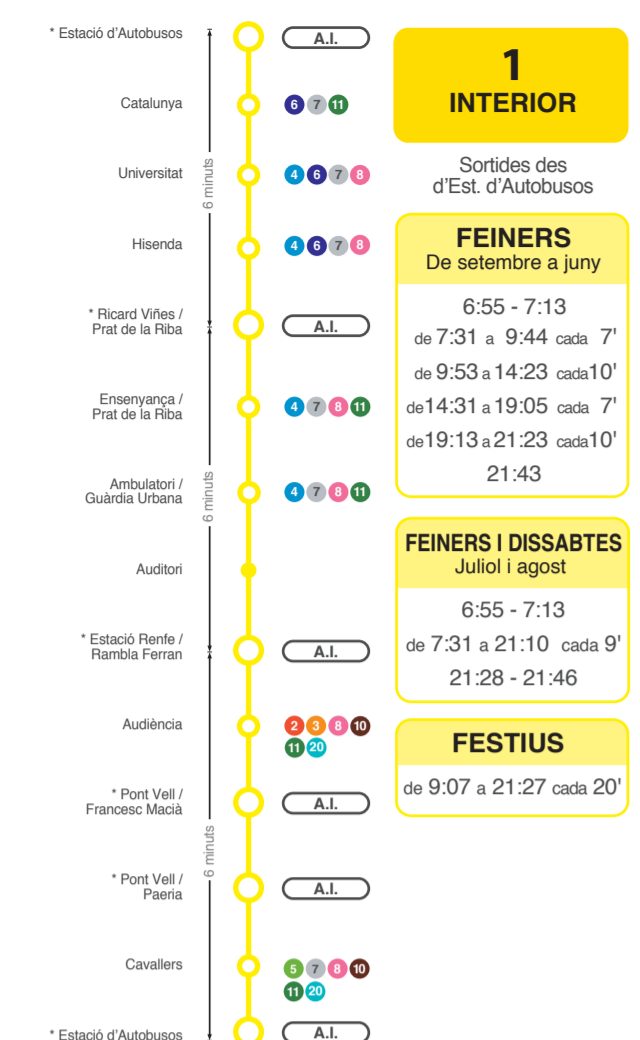 * Estació d'Autobusos
A.I.
Catalunya
6 7 11
Universitat
4 6 7 8
Hisenda
4 6 7 8
6 minuts
* Ricard Viñes /
Prat de la Riba
A.I.
Ensenyança /
Prat de la Riba
4 7 8 11
Ambulatori /
Guàrdia Urbana
4 7 8 11
Auditori
6 minuts
* Estació Renfe /
Rambla Ferran
A.I.
Audiència
2 3 8 10
11 20
* Pont Vell /
Francesc Macià
A.I.
* Pont Vell /
Paeria
A.I.
Cavallers
5 7 8 10
11 20
6 minuts
* Estació d'Autobusos
A.I.
1
INTERIOR
Sortides des
d'Est. d'Autobusos
FEINERS
De setembre a juny
6:55 - 7:13
de 7:31 a 9:44 cada 7'
de 9:53 a 14:23 cada 10'
de 14:31 a 19:05 cada 7'
de 19:13 a 21:23 cada 10'
21:43
FEINERS I DISSABTES
Juliol i agost
6:55 - 7:13
de 7:31 a 21:10 cada 9'
21:28 - 21:46
FESTIUS
de 9:07 a 21:27 cada 20'